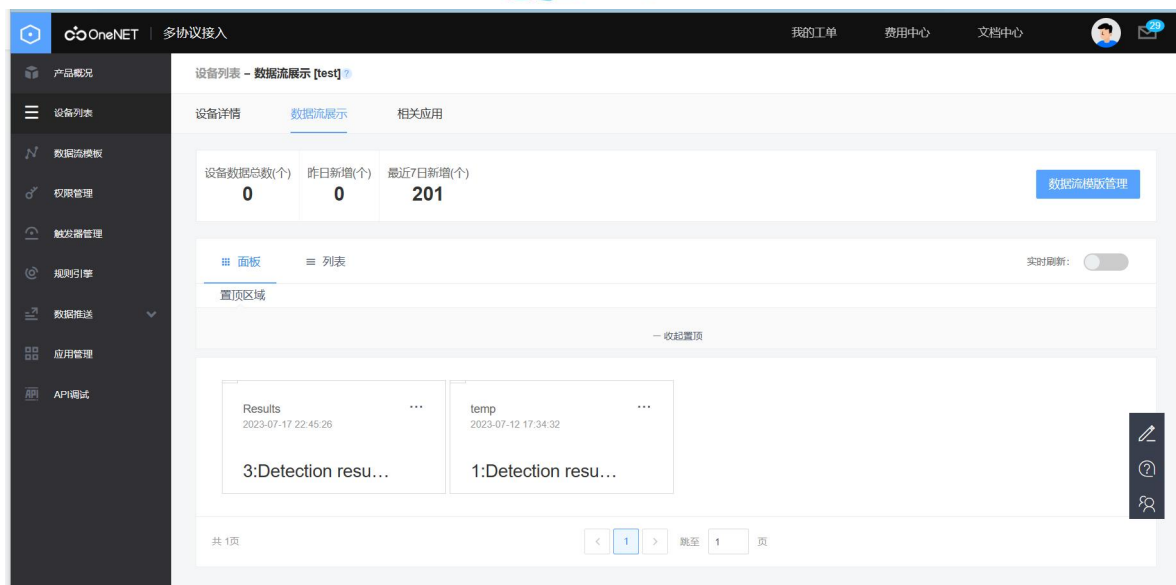 OneNET 多协议接入 我的工单 费用中心 文档中心 29
产品概况
设备列表
数据流模板
权限管理
触发器管理
规则引擎
数据推送
应用管理
API API调试
设备列表 – 数据流展示 [test] ?
设备详情 数据流展示 相关应用
设备数据总数(个) 昨日新增(个) 最近7日新增(个)
0 0 201
数据流模版管理
面板 列表 实时刷新:
置顶区域
收起置顶
Results ... temp ...
2023-07-17 22:45:26 2023-07-12 17:34:32
3:Detection resu... 1:Detection resu...
共 1页 < 1 > 跳至 1 页